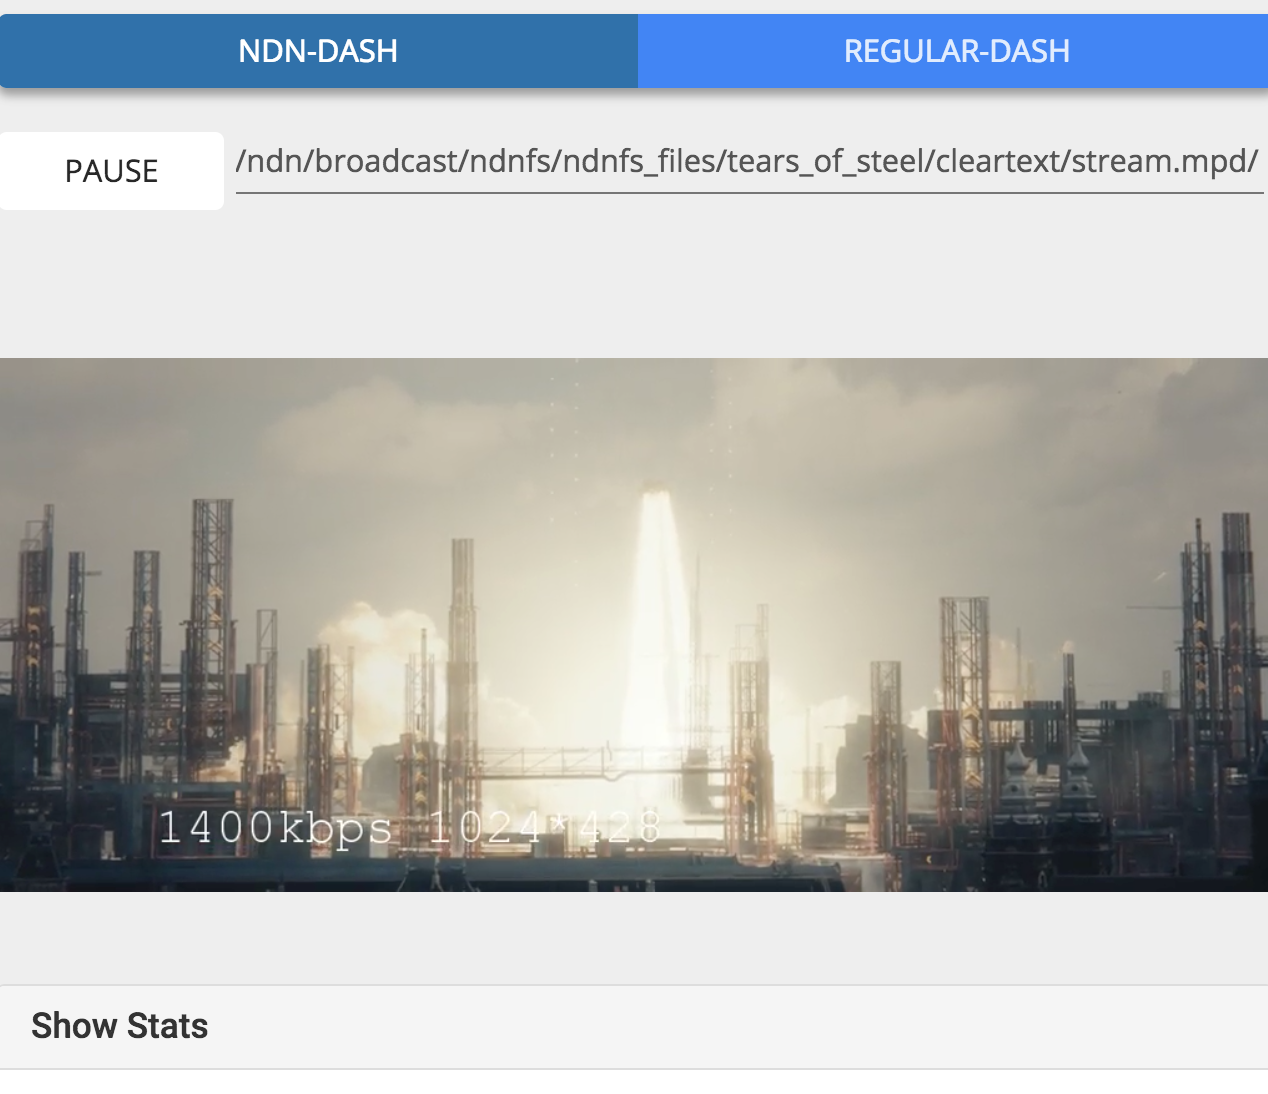 NDN-DASH
REGULAR-DASH
PAUSE
/ndn/broadcast/ndnfs/ndnfs_files/tears_of_steel/cleartext/stream.mpd/
1400kbps 1024*428
Show Stats